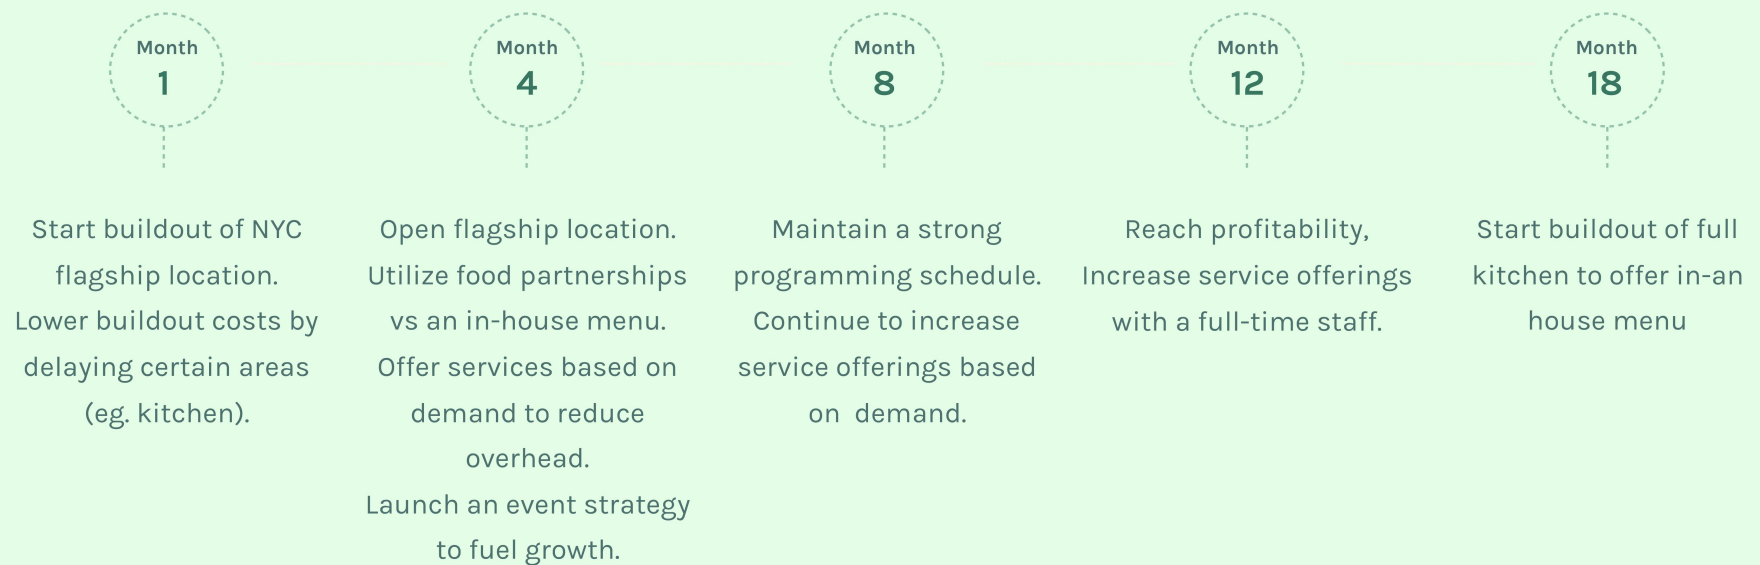 Month
1
Start buildout of NYC
flagship location.
Lower buildout costs by
delaying certain areas
(eg. kitchen).
Month
4
Open flagship location.
Utilize food partnerships
vs an in-house menu.
Offer services based on
demand to reduce
overhead.
Launch an event strategy
to fuel growth.
Month
8
Maintain a strong
programming schedule.
Continue to increase
service offerings based
on  demand.
Month
12
Reach profitability,
Increase service offerings
with a full-time staff.
Month
18
Start buildout of full
kitchen to offer in-an
house menu